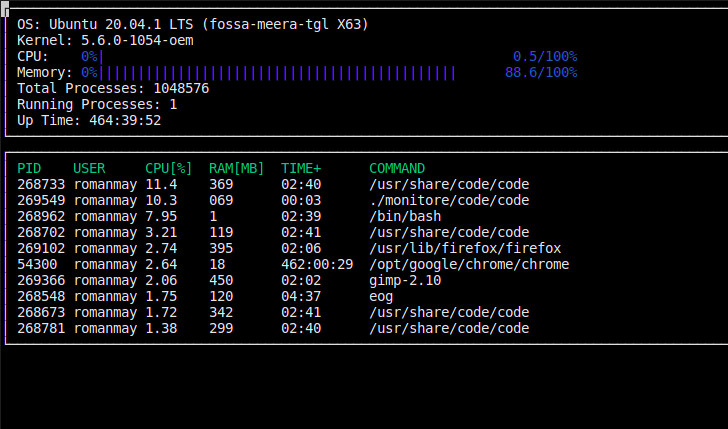 OS: Ubuntu 20.04.1 LTS (fossa-meera-tgl X63)
Kernel: 5.6.0-1054-oem
CPU: 0%| 0.5/100%
Memory: 0%||||||||||||||||||||||||||||||||||||||||||||| 88.6/100%
Total Processes: 1048576
Running Processes: 1
Up Time: 464:39:52
PID USER CPU[%] RAM[MB] TIME+ COMMAND
268733 romanmay 11.4 369 02:40 /usr/share/code/code
269549 romanmay 10.3 069 00:03 ./monitore/code/code
268962 romanmay 7.95 1 02:39 /bin/bash
268702 romanmay 3.21 119 02:41 /usr/share/code/code
269102 romanmay 2.74 395 02:06 /usr/lib/firefox/firefox
54300 romanmay 2.64 18 462:00:29 /opt/google/chrome/chrome
269366 romanmay 2.06 450 02:02 gimp-2.10
268548 romanmay 1.75 120 04:37 eog
268673 romanmay 1.72 342 02:41 /usr/share/code/code
268781 romanmay 1.38 299 02:40 /usr/share/code/code